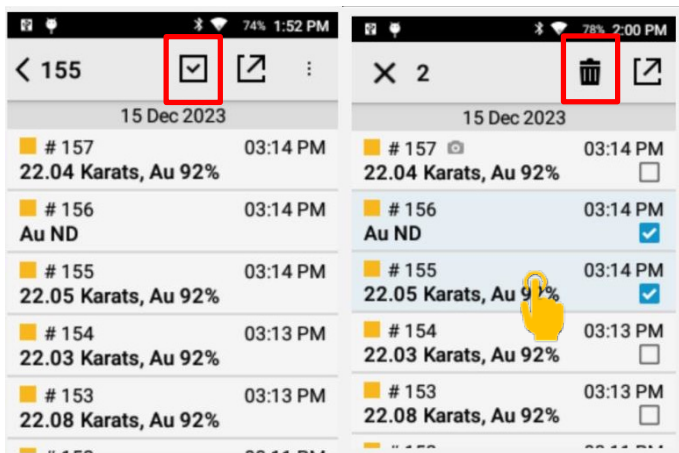 74% 1:52 PM
155
15 Dec 2023
# 157 03:14 PM
22.04 Karats, Au 92%
# 156 03:14 PM
Au ND
# 155 03:14 PM
22.05 Karats, Au 92%
# 154 03:13 PM
22.03 Karats, Au 92%
# 153 03:13 PM
22.08 Karats, Au 92%
78% 2:00 PM
2
15 Dec 2023
# 157 03:14 PM
22.04 Karats, Au 92%
# 156 03:14 PM
Au ND
# 155 03:14 PM
22.05 Karats, Au 92%
# 154 03:13 PM
22.03 Karats, Au 92%
# 153 03:13 PM
22.08 Karats, Au 92%